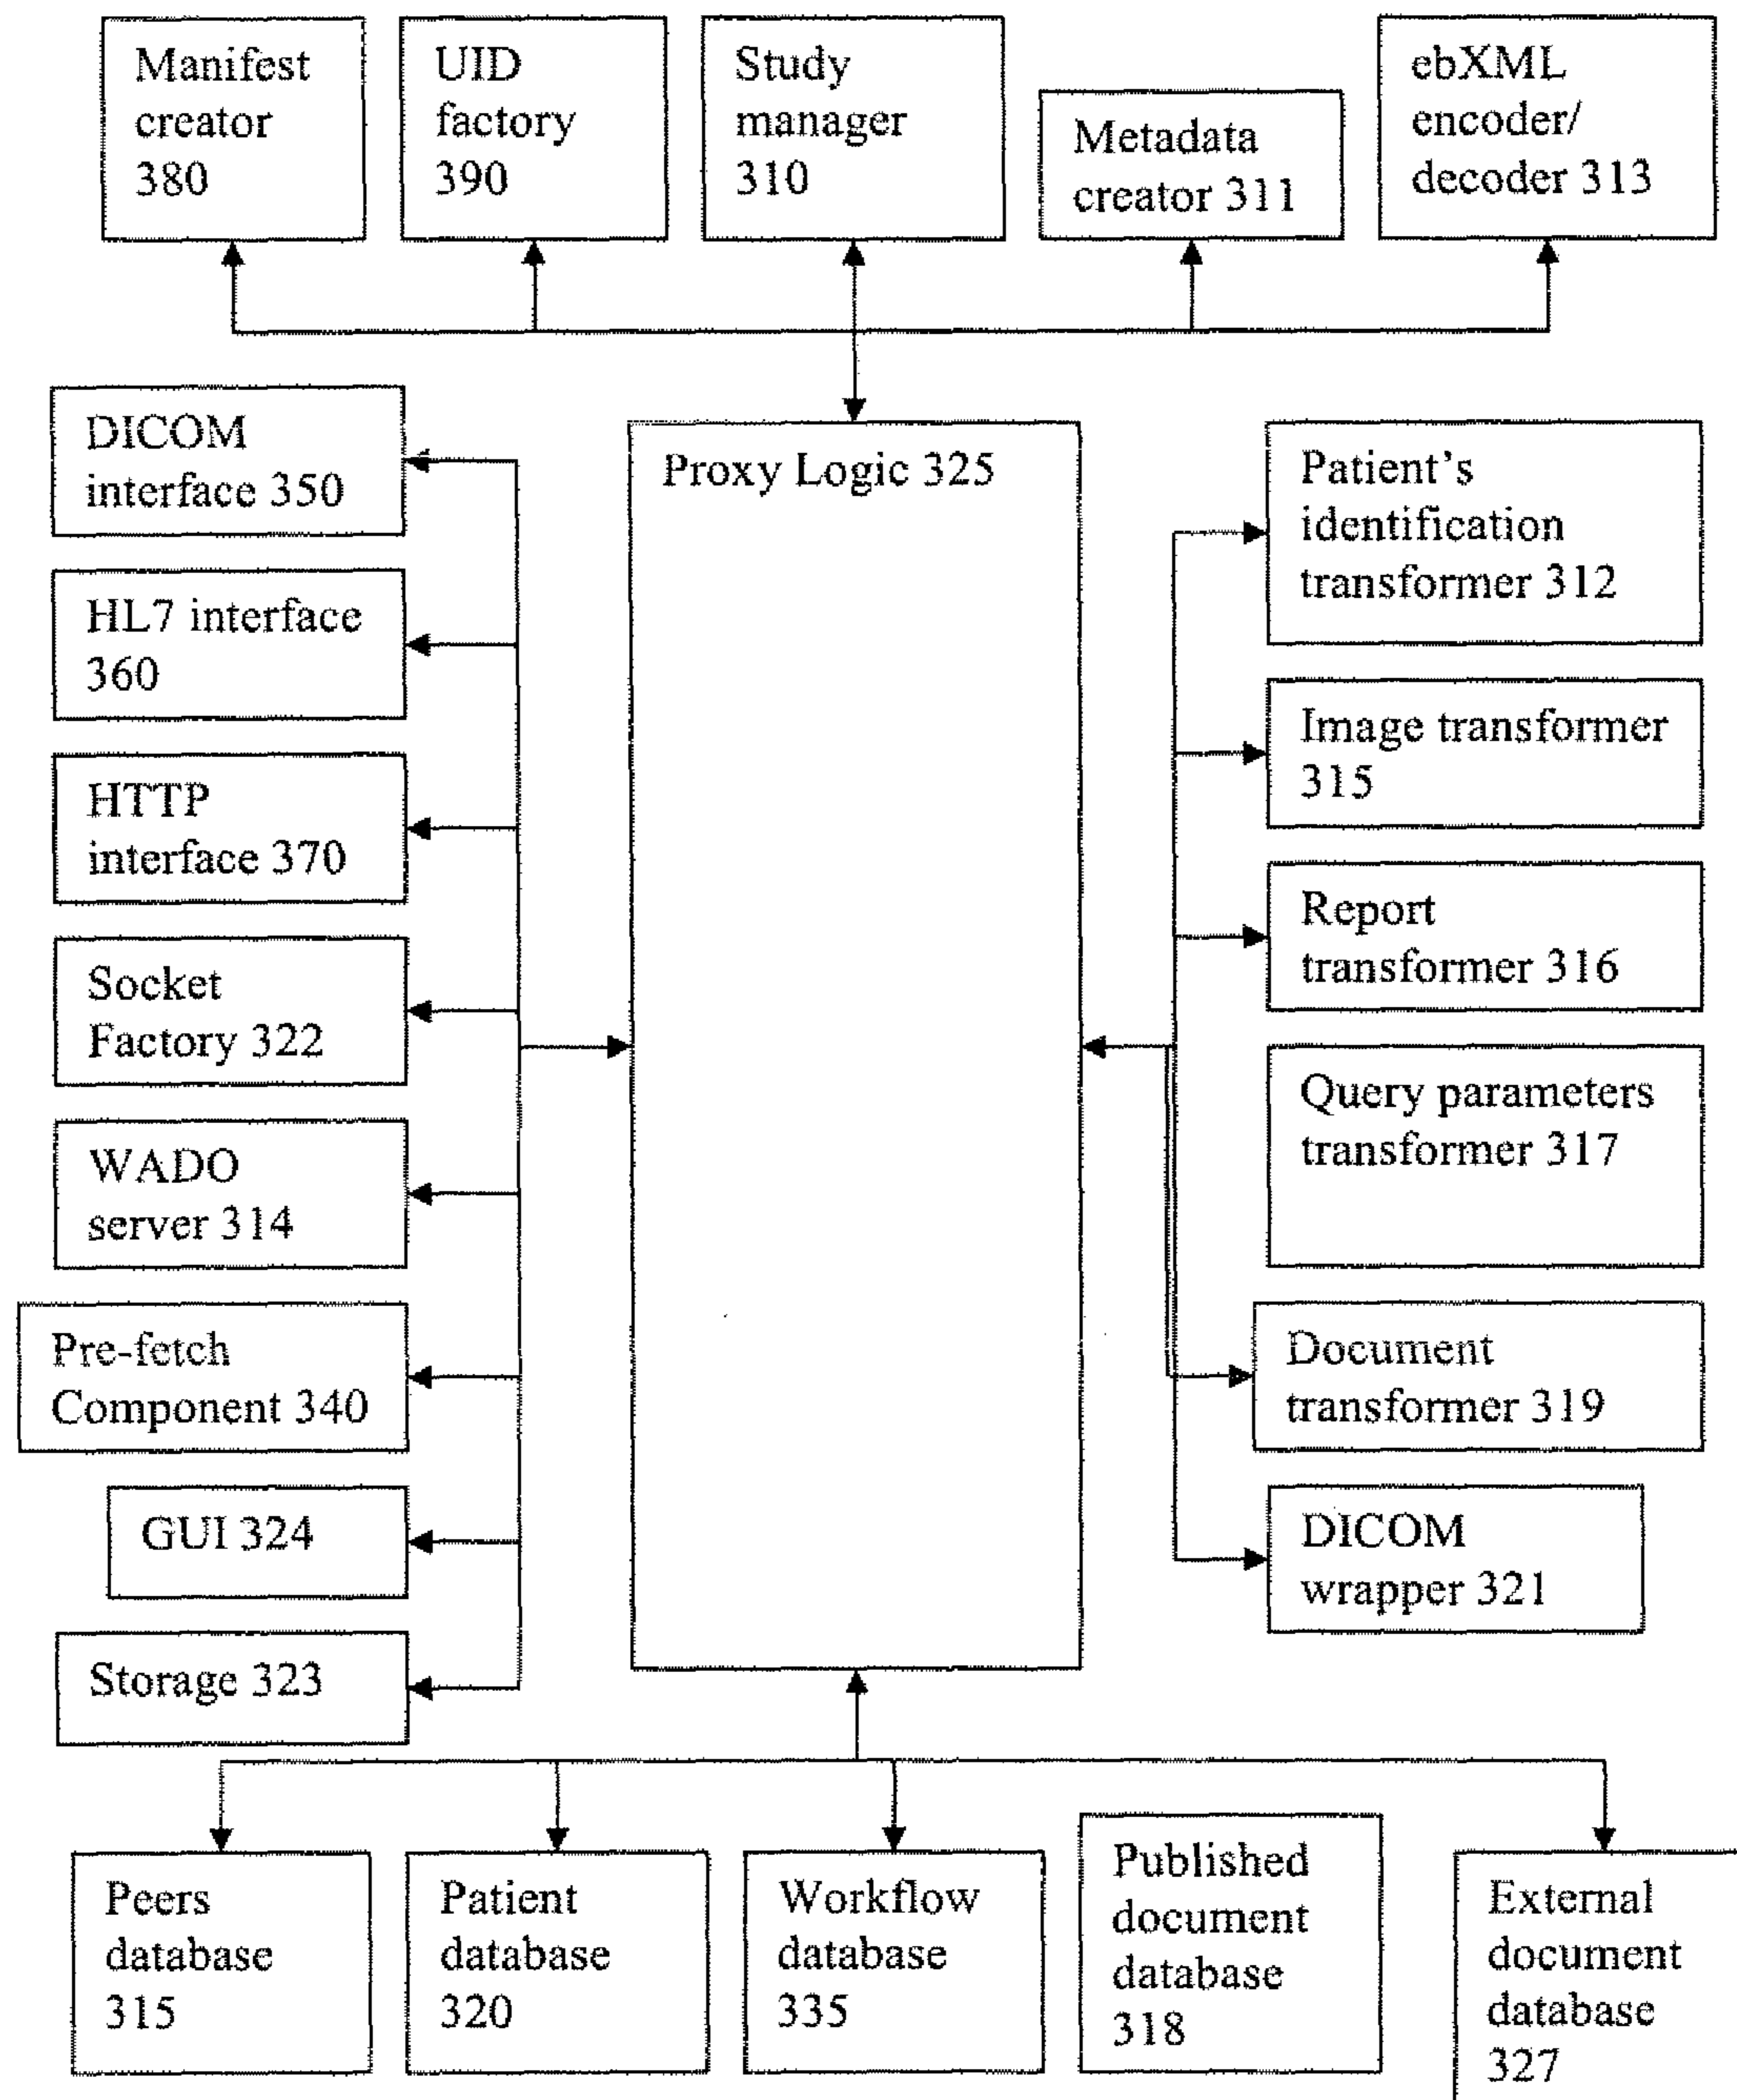 Manifest
creator
380
UID
factory
390
Study
manager
310
Metadata
creator 311
ebXML
encoder/
decoder 313
DICOM
interface 350
HL7 interface
360
HTTP
interface 370
Socket
Factory 322
WADO
server 314
Pre-fetch
Component 340
GUI 324
Storage 323
Proxy Logic 325
Patient's
identification
transformer 312
Image transformer
315
Report
transformer 316
Query parameters
transformer 317
Document
transformer 319
DICOM
wrapper 321
Peers
database
315
Patient
database
320
Workflow
database
335
Published
document
database
318
External
document
database
327